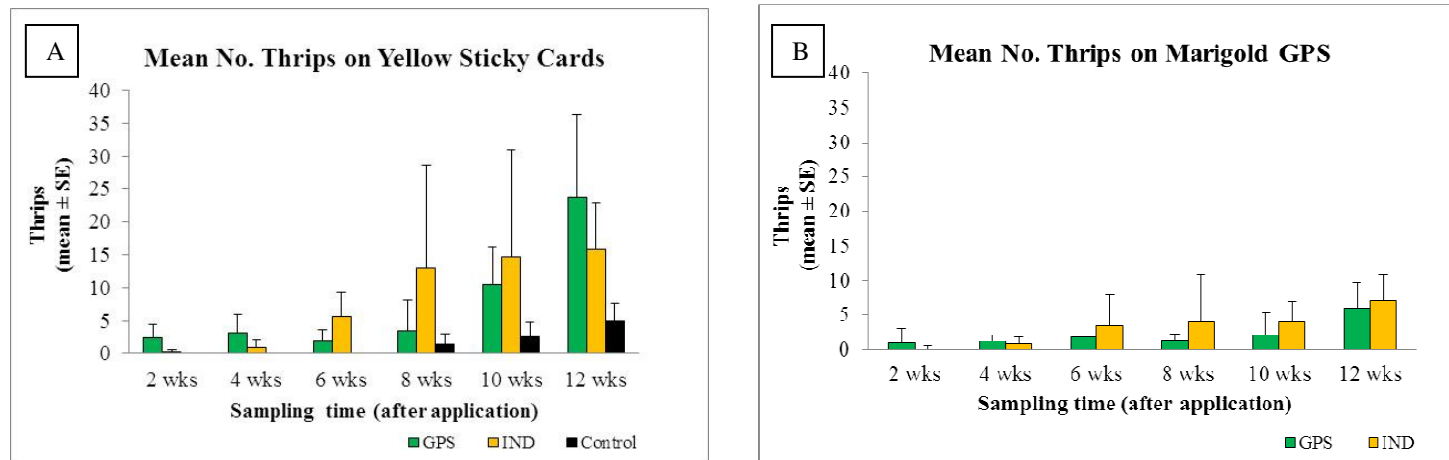 A
Mean No. Thrips on Yellow Sticky Cards
40
35
30
25
20
15
10
5
0
Thrips
(mean ± SE)
2 wks 4 wks 6 wks 8 wks 10 wks 12 wks
Sampling time (after application)
GPS IND Control
B
Mean No. Thrips on Marigold GPS
40
35
30
25
20
15
10
5
0
Thrips
(mean ± SE)
2 wks 4 wks 6 wks 8 wks 10 wks 12 wks
Sampling time (after application)
GPS IND